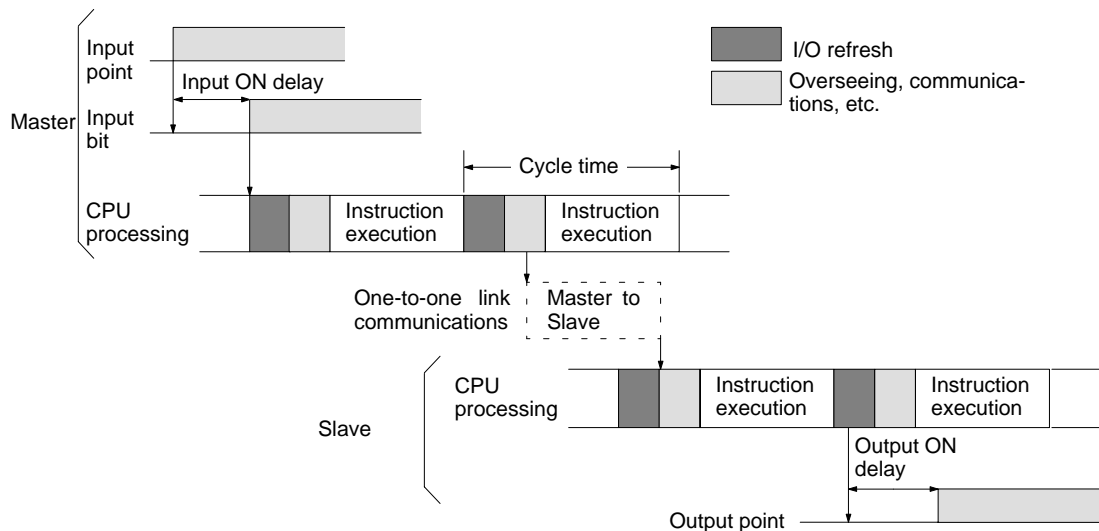 Input
point
I/O refresh
Overseeing, communica-
tions, etc.
Input ON delay
Master
Input
bit
Cycle time
CPU
processing
Instruction
execution
Instruction
execution
One-to-one link
communications
Master to
Slave
Slave
CPU
processing
Instruction
execution
Instruction
execution
Output ON
delay
Output point